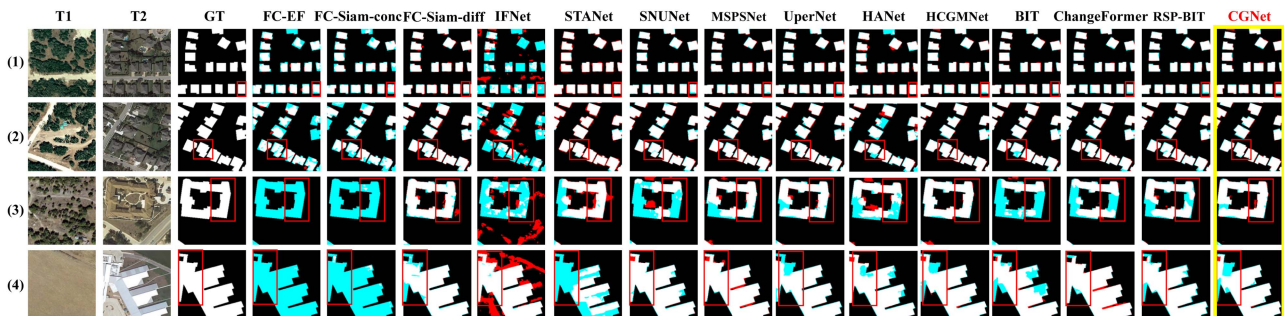 T1 T2 GT FC-EF FC-Siam-conc FC-Siam-diff IFNet STANet SNUNet MSPSNet UperNet HANet HCGMNet BIT ChangeFormer RSP-BIT CGNet
(1)
(2)
(3)
(4)